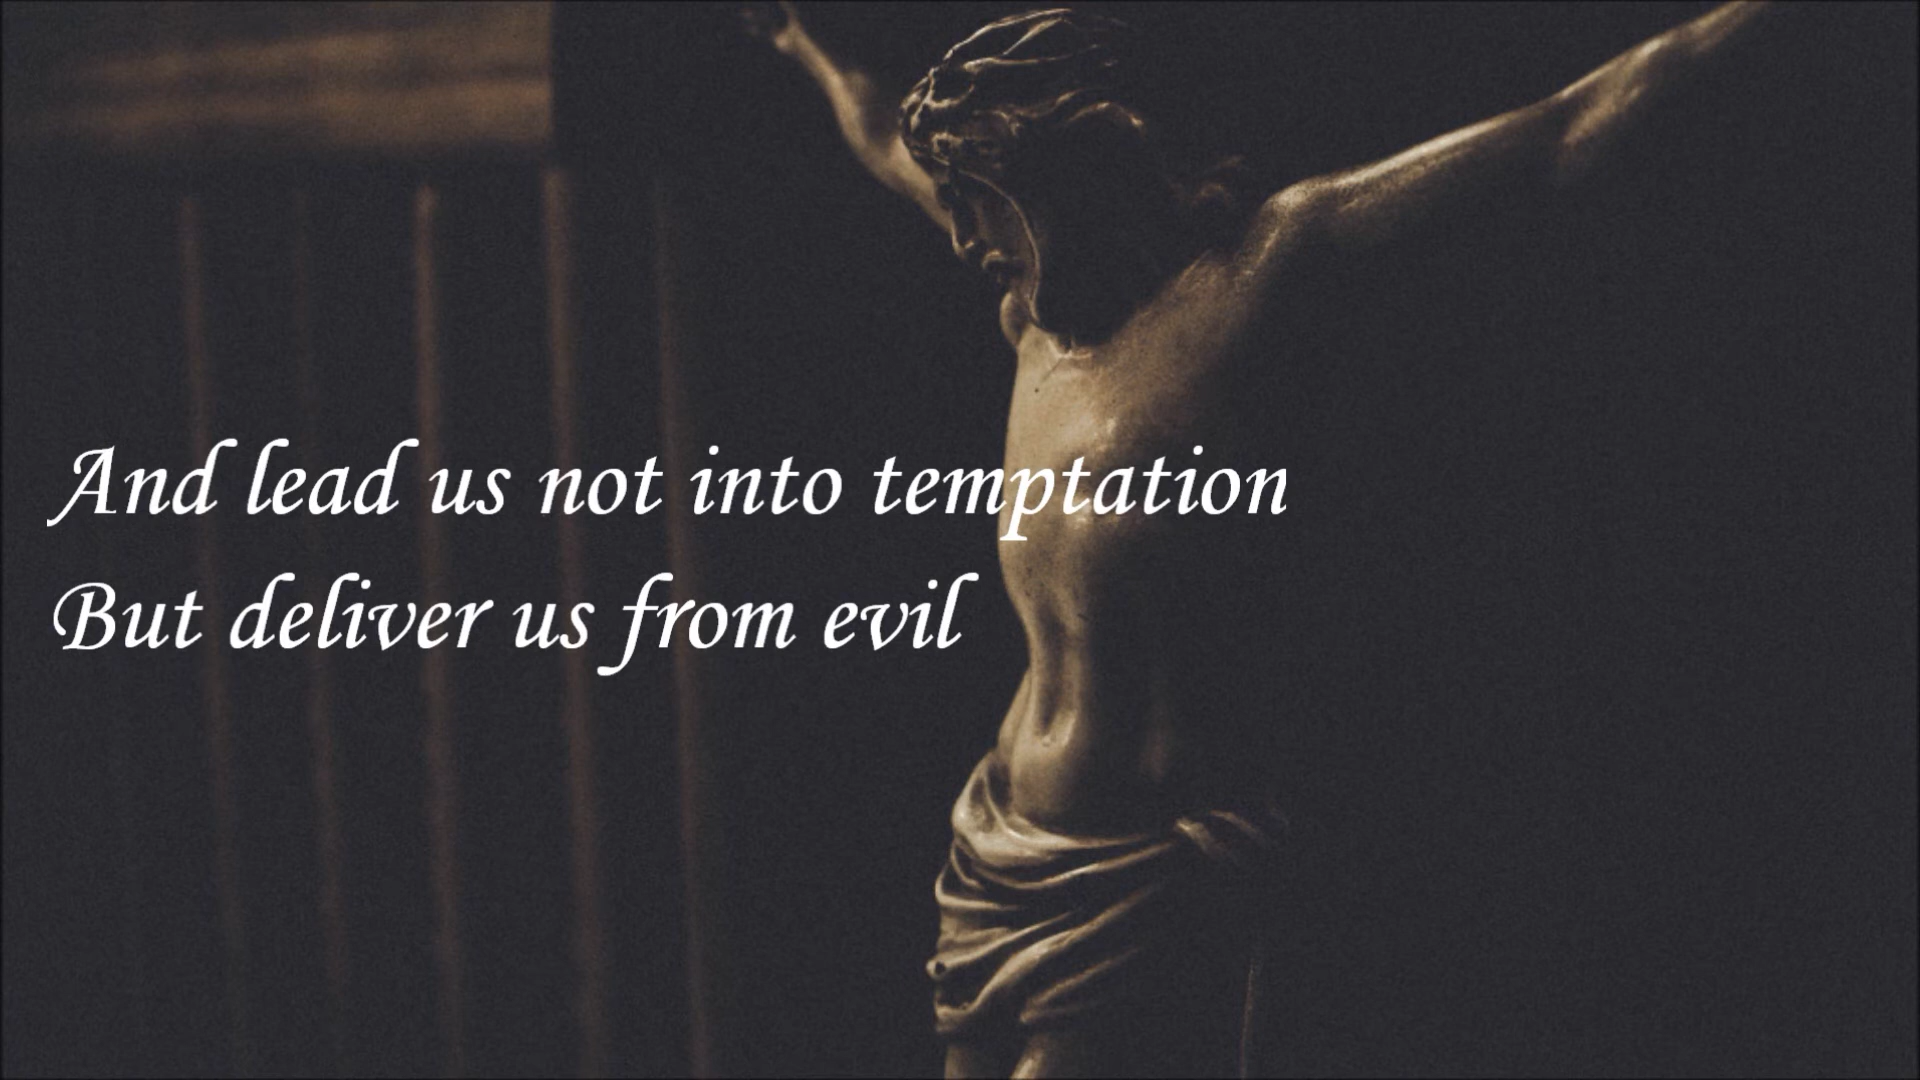 And lead us not into temptation
But deliver us from evil